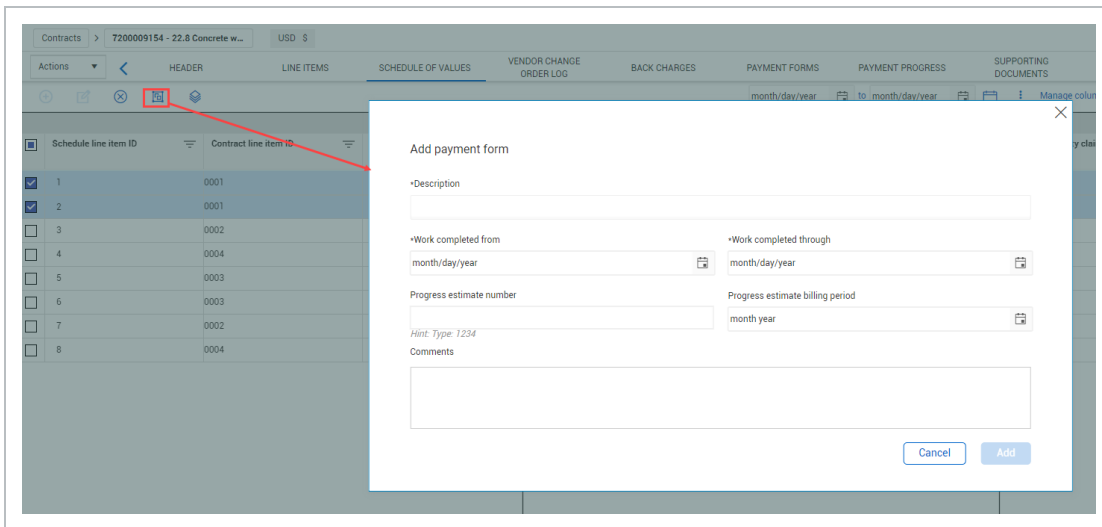 Contracts > 7200009154 - 22.8 Concrete w... USD $
Actions HEADER LINE ITEMS SCHEDULE OF VALUES VENDOR CHANGE ORDER LOG BACK CHARGES PAYMENT FORMS PAYMENT PROGRESS SUPPORTING DOCUMENTS
month/day/year to month/day/year Manage colum
Schedule line item ID Contract line item ID y clai
1 0001
2 0001
3 0002
4 0004
5 0003
6 0003
7 0002
8 0004
Add payment form
*Description
*Work completed from *Work completed through
month/day/year month/day/year
Progress estimate number Progress estimate billing period
month year
Hint: Type: 1234
Comments
Cancel Add